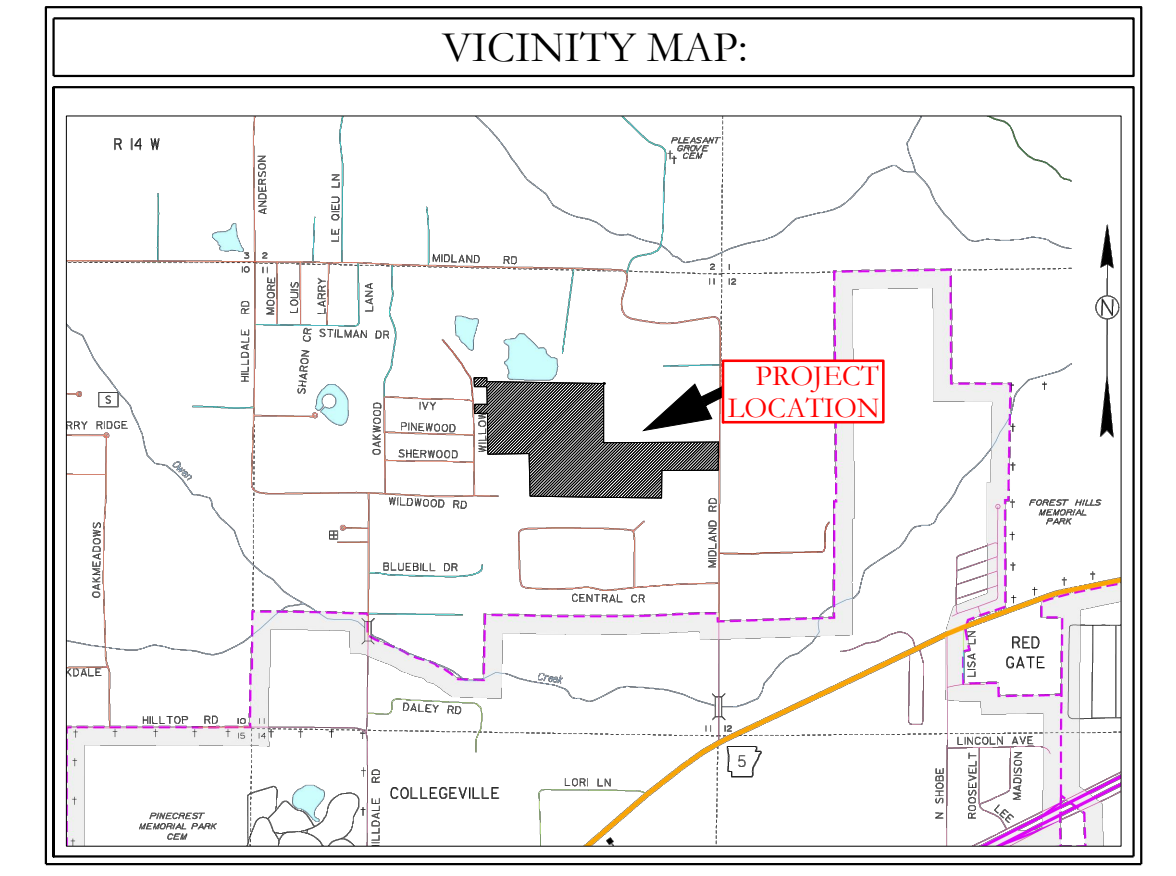 VICINITY MAP:
R 14 W
ANDERSON
LE OIEU LN
PLEASANT
GROVE
CEM
3 2
10 11
MIDLAND RD
2 1
11 12
HILLDALE RD
MOORE
LOUIS
LARRY
LANA
STILMAN DR
SHARON CR
N
PROJECT
LOCATION
S
RRY RIDGE
OAKWOOD
IVY
PINEWOOD
SHERWOOD
WILLOW
WILDWOOD RD
Owen
OAKMEADOWS
MIDLAND RD
FOREST HILLS
MEMORIAL
PARK
BLUEBILL DR
CENTRAL CR
LISA LN
RED
GATE
KDALE
Creek
HILLTOP RD
10 11
15 14
DALEY RD
11 12
5
LINCOLN AVE
COLLEGEVILLE
LORI LN
ILLDALE RD
N SHOBE
ROOSEVELT
MADISON
LEE
PINECREST
MEMORIAL PARK
CEM